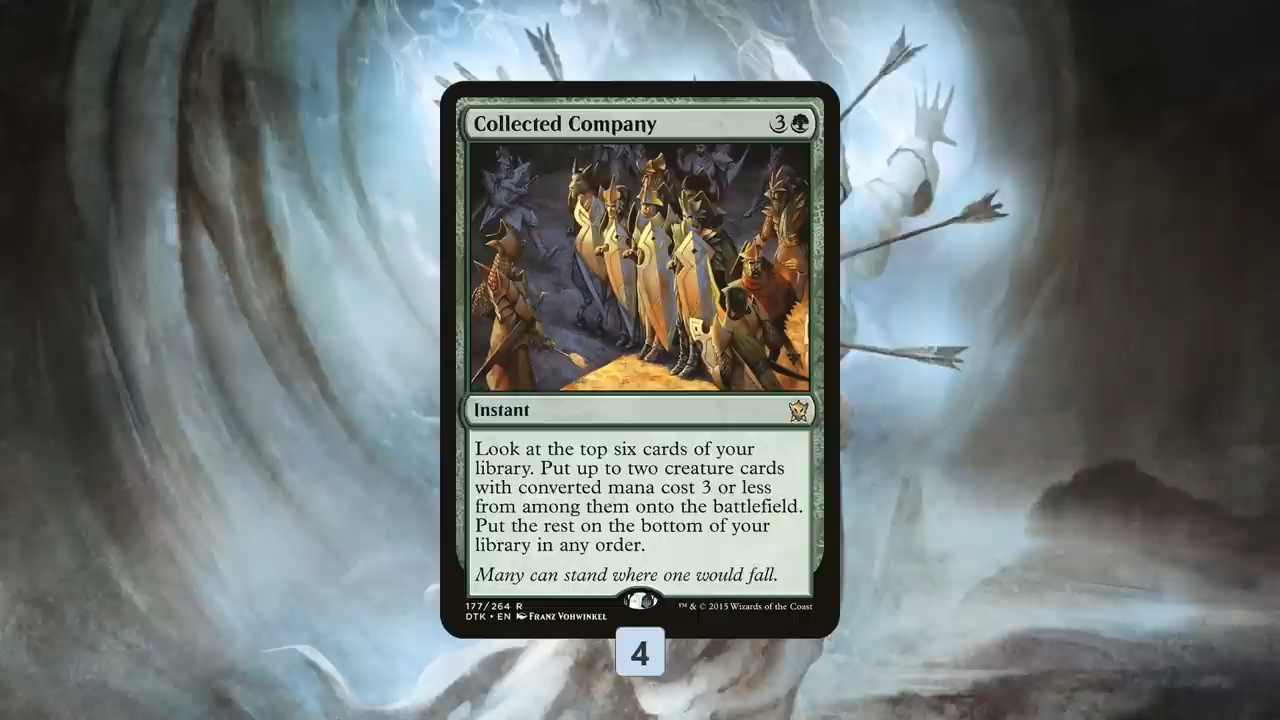 Collected Company 3
Instant
Look at the top six cards of your
library. Put up to two creature cards
with converted mana cost 3 or less
from among them onto the battlefield.
Put the rest on the bottom of your
library in any order.
Many can stand where one would fall.
177/264 R
DTK • EN Franz Vohwinkel
™ & © 2015 Wizards of the Coast
4